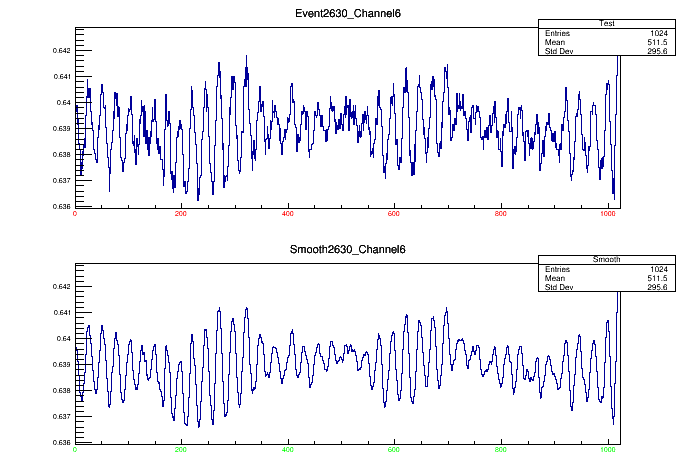 Event2630_Channel6
Test
Entries 1024
Mean 511.5
Std Dev 295.6
0.642
0.641
0.64
0.639
0.638
0.637
0.636
0 200 400 600 800 1000
Smooth2630_Channel6
Smooth
Entries 1024
Mean 511.5
Std Dev 295.6
0.642
0.641
0.64
0.639
0.638
0.637
0.636
0 200 400 600 800 1000